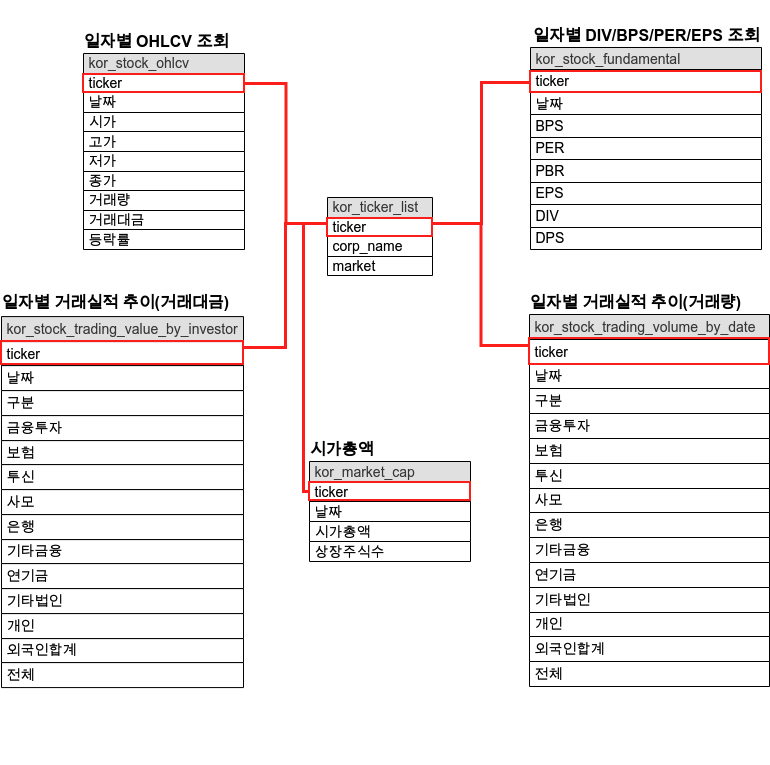 일자별 OHLCV 조회
kor_stock_ohlcv
ticker
날짜
시가
고가
저가
종가
거래량
거래대금
등락률
일자별 DIV/BPS/PER/EPS 조회
kor_stock_fundamental
ticker
날짜
BPS
PER
PBR
EPS
DIV
DPS
kor_ticker_list
ticker
corp_name
market
일자별 거래실적 추이(거래대금)
kor_stock_trading_value_by_investor
ticker
날짜
구분
금융투자
보험
투신
사모
은행
기타금융
연기금
기타법인
개인
외국인합계
전체
시가총액
kor_market_cap
ticker
날짜
시가총액
상장주식수
일자별 거래실적 추이(거래량)
kor_stock_trading_volume_by_date
ticker
날짜
구분
금융투자
보험
투신
사모
은행
기타금융
연기금
기타법인
개인
외국인합계
전체